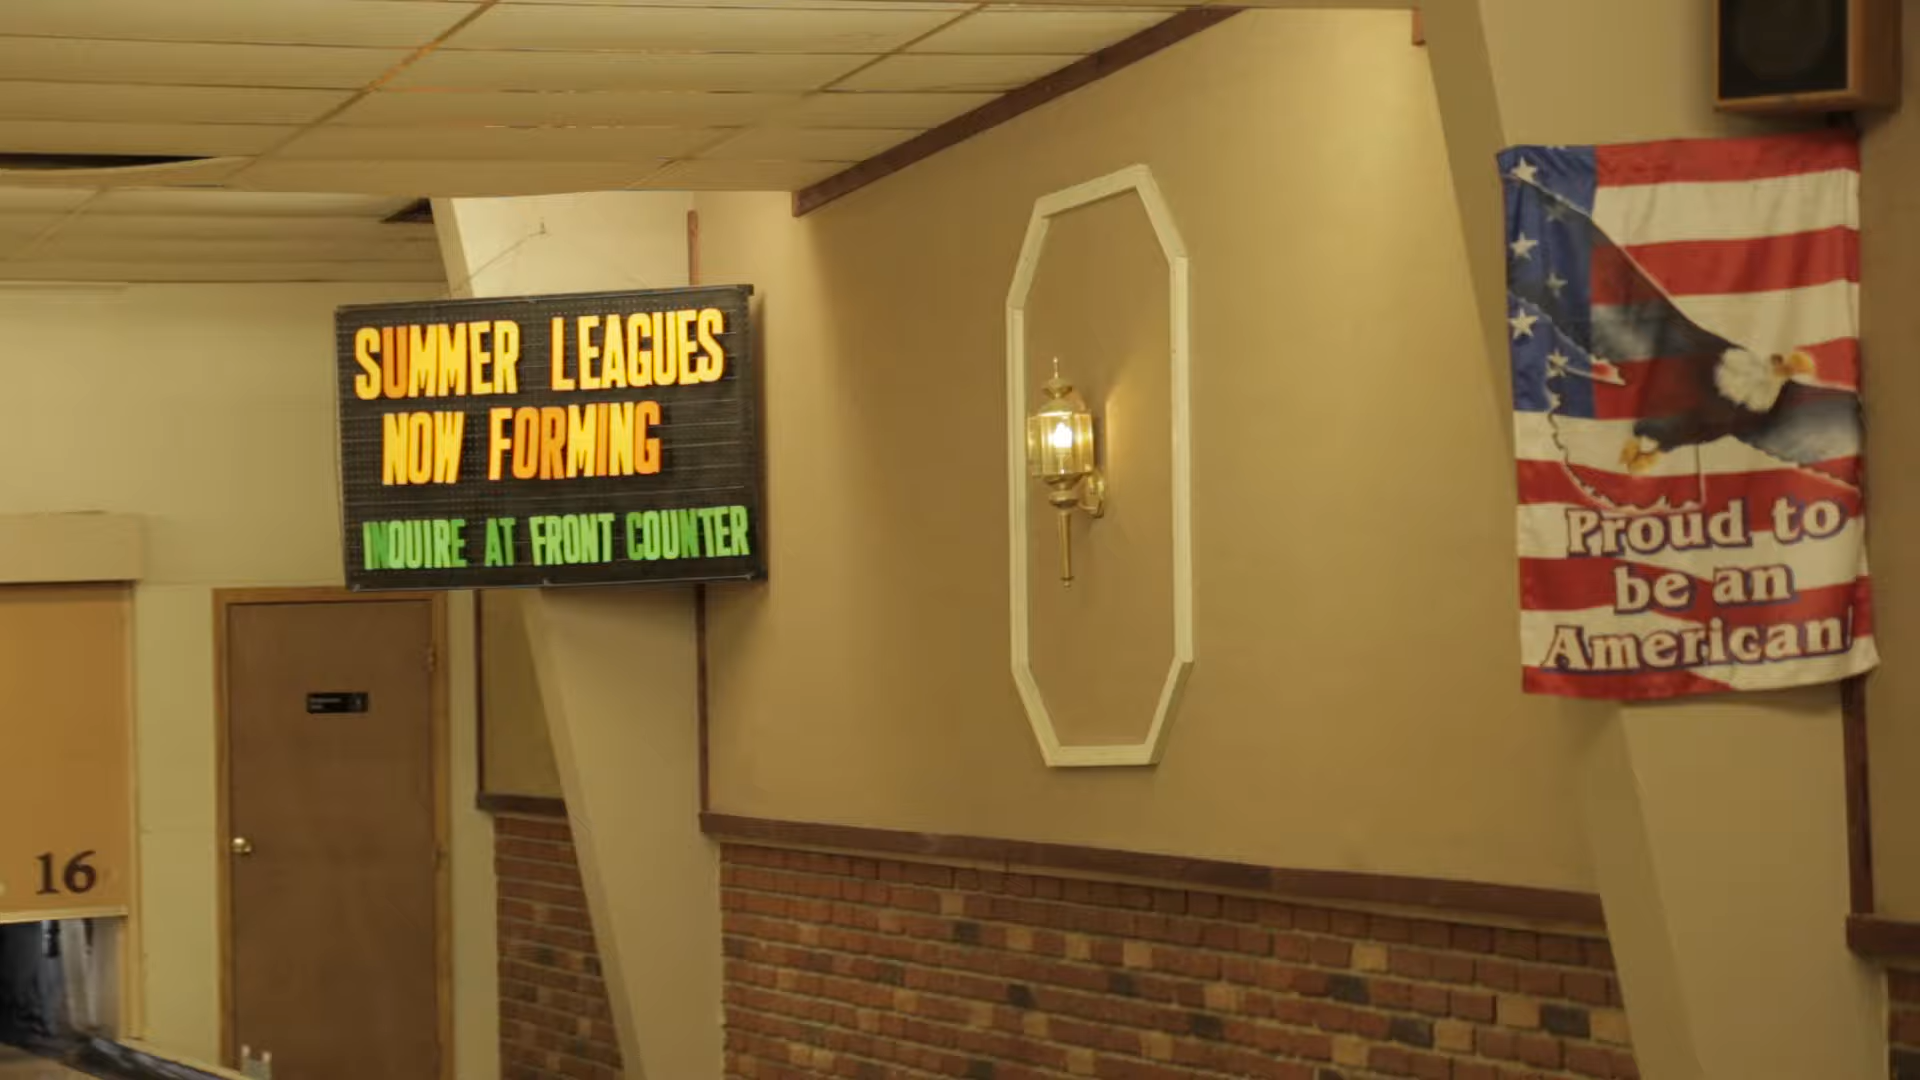 SUMMER LEAGUES
NOW FORMING
INQUIRE AT FRONT COUNTER
Proud to
be an
American!
16